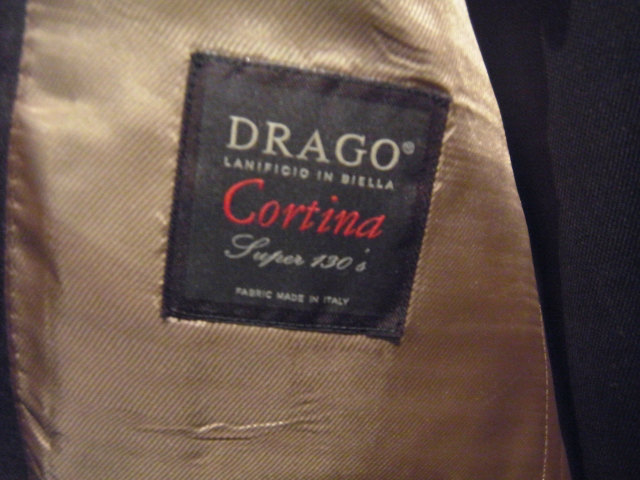 DRAGO®
LANIFICIO IN BIELLA
Cortina
Super 130's
FABRIC MADE IN ITALY